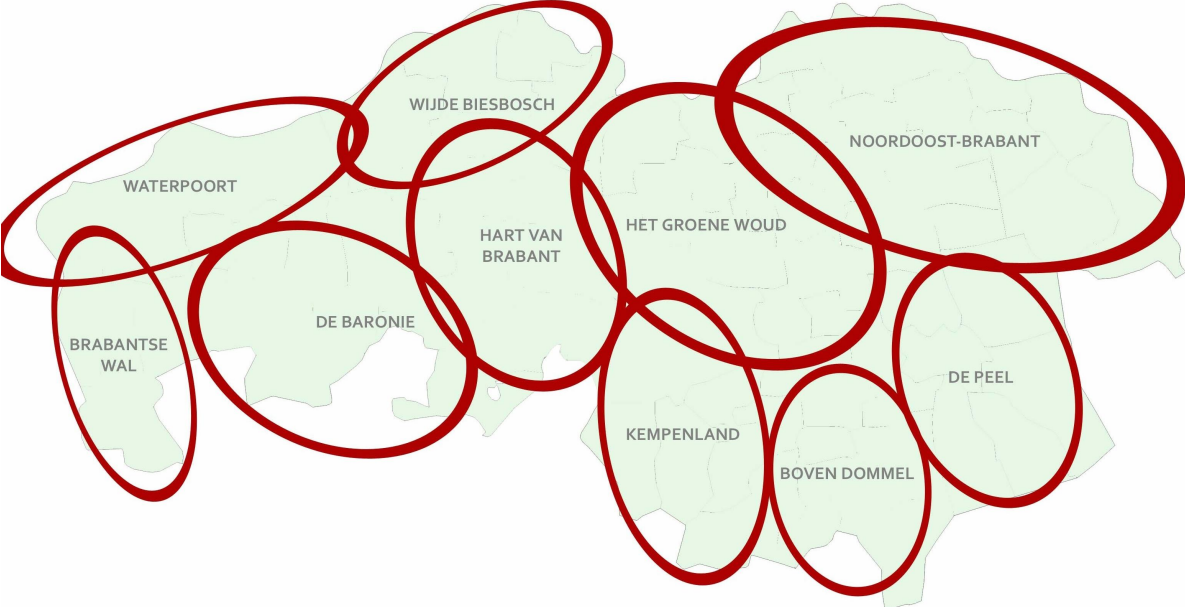 WIJDE BIESBOSCH
NOORDOOST-BRABANT
WATERPOORT
HET GROENE WOUD
HART VAN
BRABANT
DE BARONIE
BRABANTSE
WAL
DE PEEL
KEMPENLAND
BOVEN DOMMEL